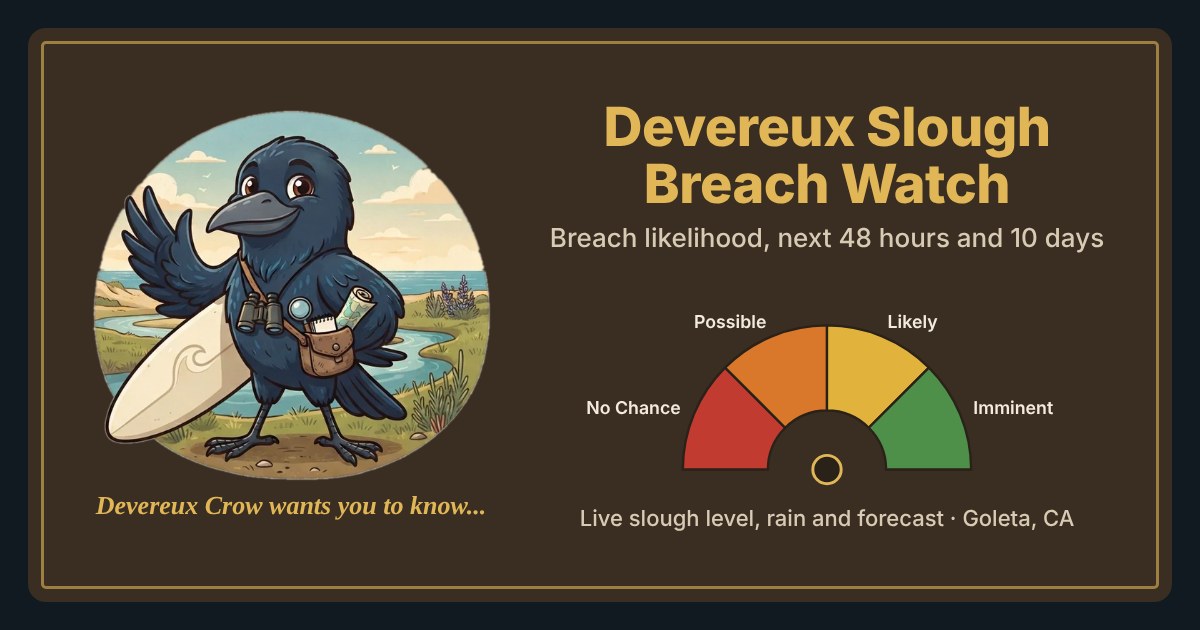 Devereux Slough
Breach Watch
Breach likelihood, next 48 hours and 10 days
Possible
Likely
No Chance
Imminent
Live slough level, rain and forecast · Goleta, CA
Devereux Crow wants you to know...